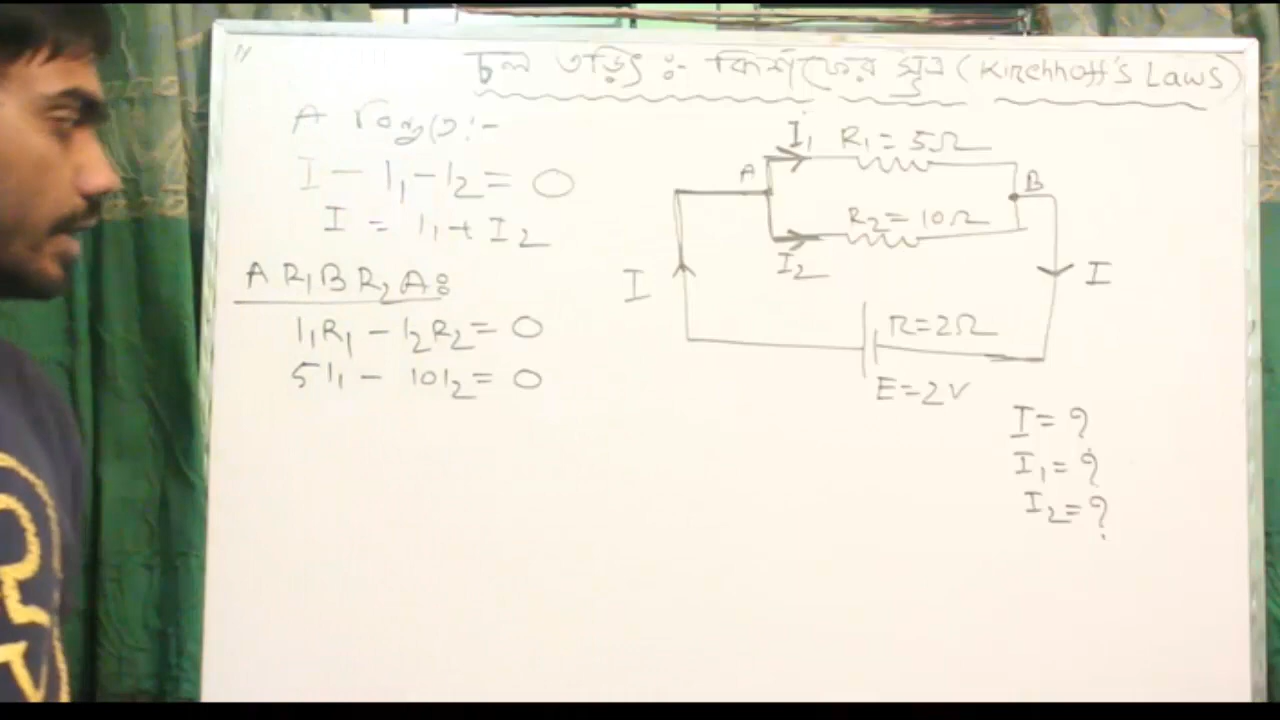 চল তড়িৎ :- কির্শফের সূত্র (Kirchhoff's Laws)
A বিন্দুতে:-
I - I₁ - I₂ = 0
I = I₁ + I₂
A R₁ B R₂ A:
I₁R₁ - I₂R₂ = 0
5I₁ - 10I₂ = 0
I₁ R₁ = 5Ω
A B
R₂ = 10Ω
I₂
I I
r = 2Ω
E = 2V
I = ?
I₁ = ?
I₂ = ?